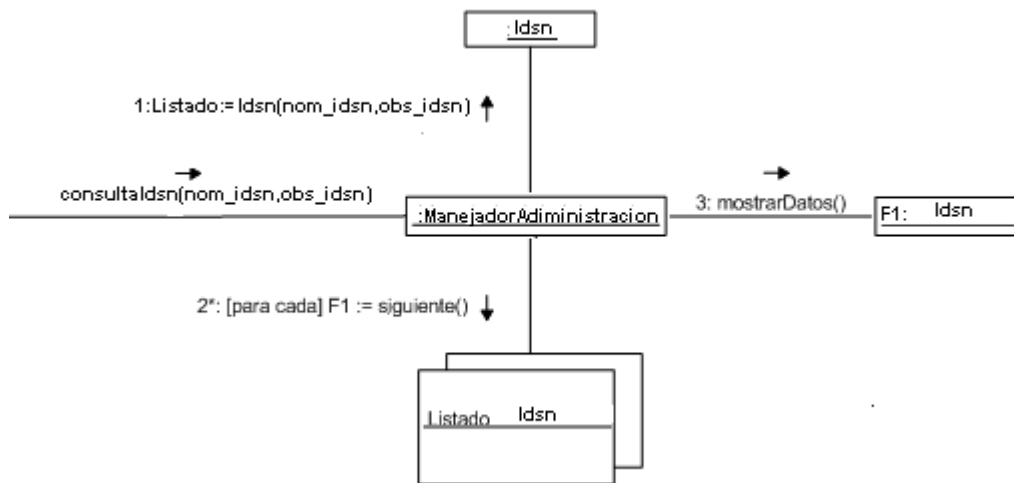 :Idsn
1:Listado:= Idsn(nom_idsn,obs_idsn)
consultaIdsn(nom_idsn,obs_idsn)
:ManejadorAdiministracion
3: mostrarDatos()
F1: Idsn
2*: [para cada] F1 := siguiente()
Listado Idsn